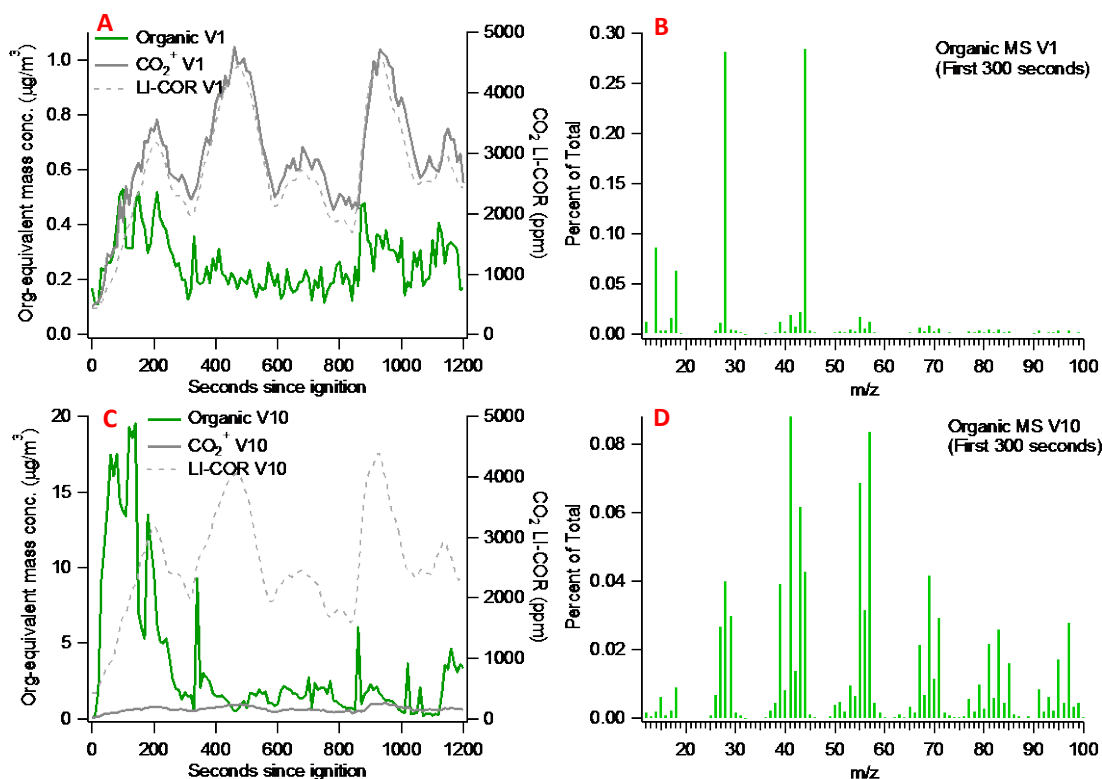 A
Organic V1
CO₂⁺ V1
LI-COR V1
Org-equivalent mass conc. (µg/m³)
1.0
0.8
0.6
0.4
0.2
0.0
5000
4000
3000
2000
1000
0
CO₂ LI-COR (ppm)
0 200 400 600 800 1000 1200
Seconds since ignition
B
Organic MS V1
(First 300 seconds)
Percent of Total
0.30
0.25
0.20
0.15
0.10
0.05
0.00
20 30 40 50 60 70 80 90 100
m/z
C
Organic V10
CO₂⁺ V10
LI-COR V10
Org-equivalent mass conc. (µg/m³)
20
15
10
5
0
5000
4000
3000
2000
1000
0
CO₂ LI-COR (ppm)
0 200 400 600 800 1000 1200
Seconds since ignition
D
Organic MS V10
(First 300 seconds)
Percent of Total
0.08
0.06
0.04
0.02
0.00
20 30 40 50 60 70 80 90 100
m/z